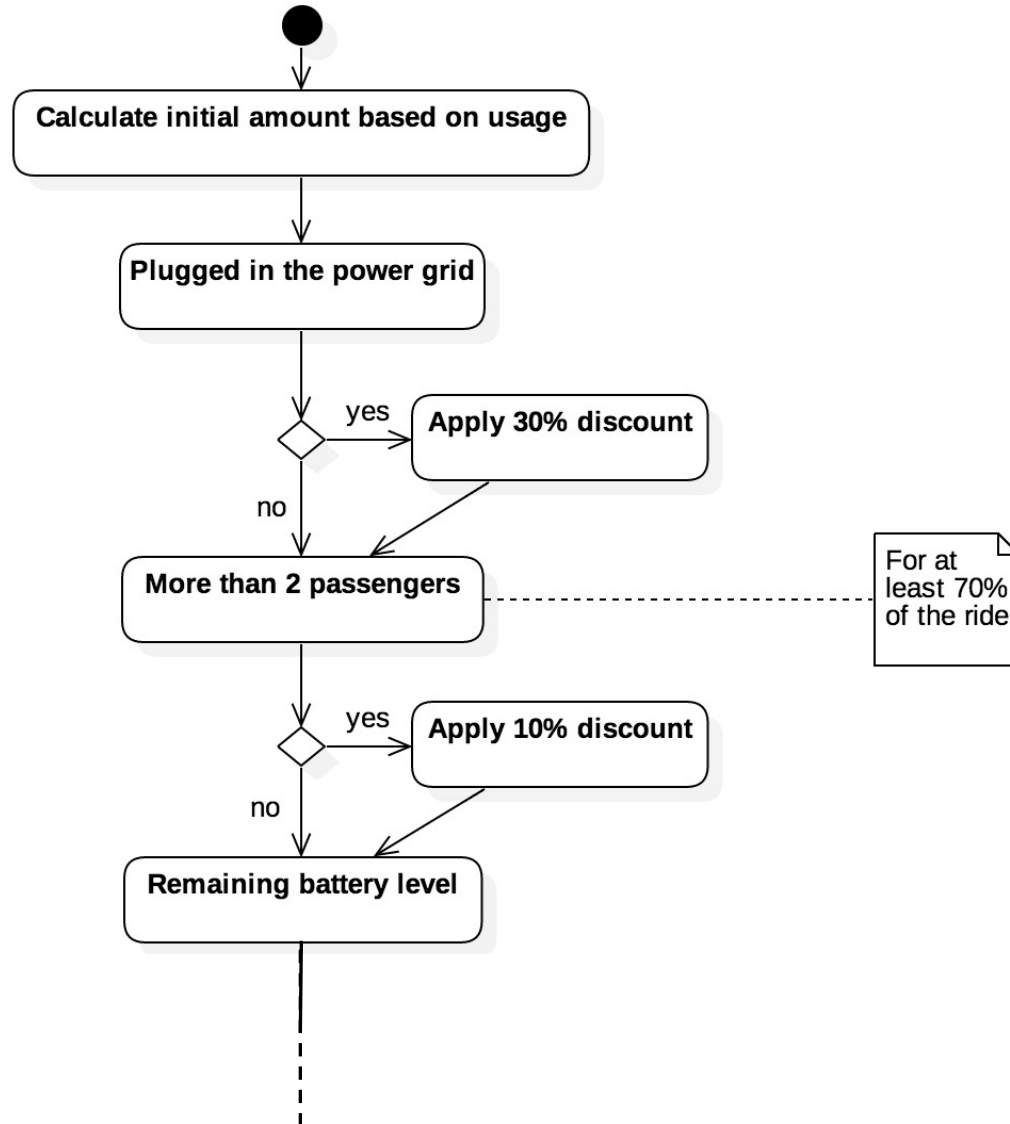 Calculate initial amount based on usage
Plugged in the power grid
yes
Apply 30% discount
no
For at
least 70%
of the ride
More than 2 passengers
yes
Apply 10% discount
no
Remaining battery level